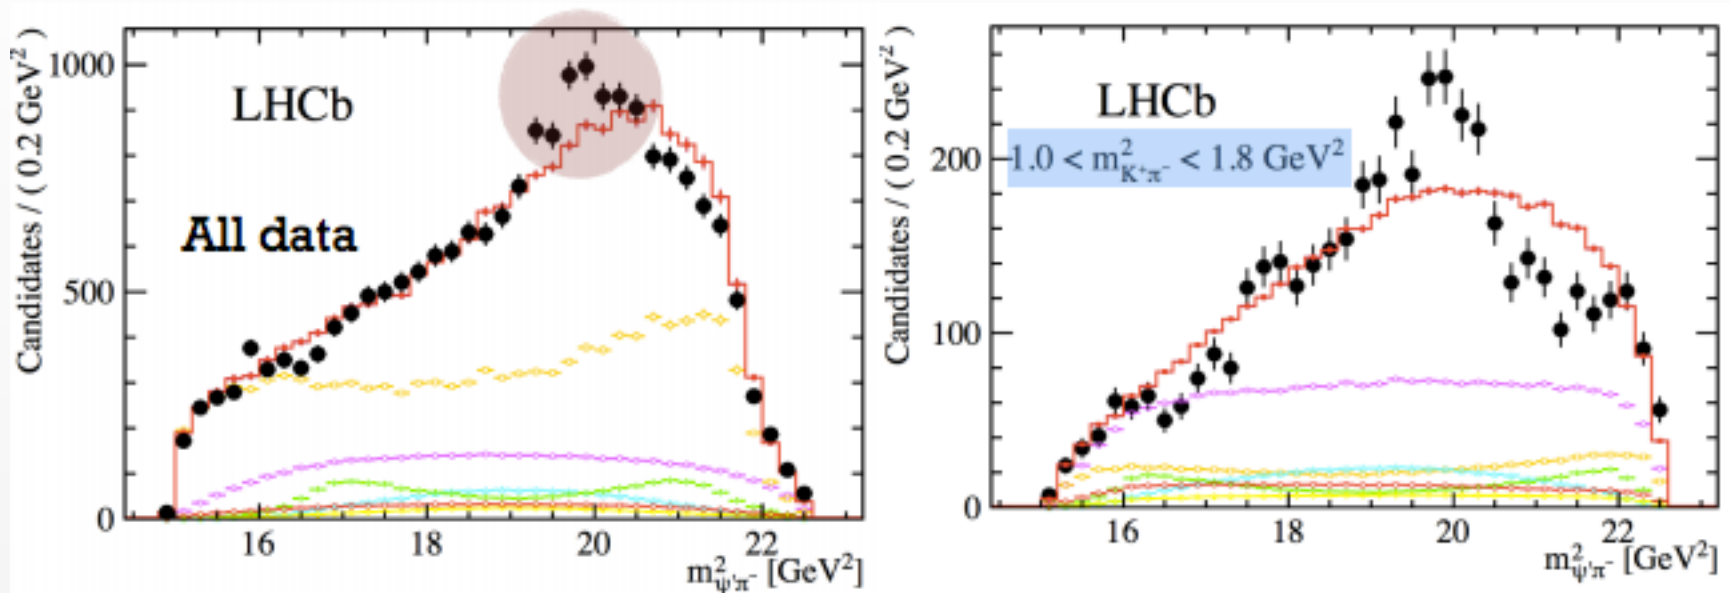 Candidates / ( 0.2 GeV²)
1000
500
0
LHCb
All data
16 18 20 22
m²ψ'π⁻ [GeV²]
Candidates / ( 0.2 GeV²)
200
100
0
LHCb
1.0 < m²K⁺π⁻ < 1.8 GeV²
16 18 20 22
m²ψ'π⁻ [GeV²]